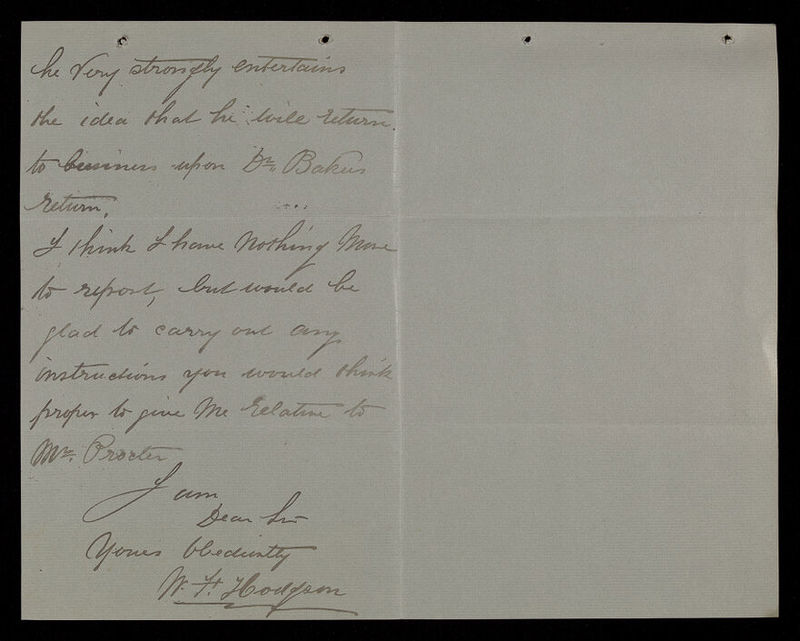 he very strongly entertains
the idea that he will return
to business upon Dr. Bakers
return.
I think I have nothing More
to report, but would be
glad to carry out any
instructions you would think
proper to give Me relative to
Mr. Procter
I am
Dear Sir
Yours Obediently
W. H. Hodgson